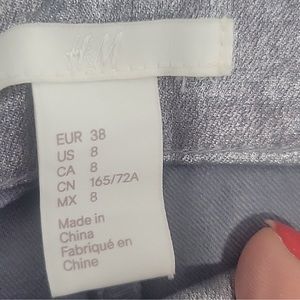 H&M
EUR 38
US 8
CA 8
CN 165/72A
MX 8
Made in
China
Fabriqué en
Chine